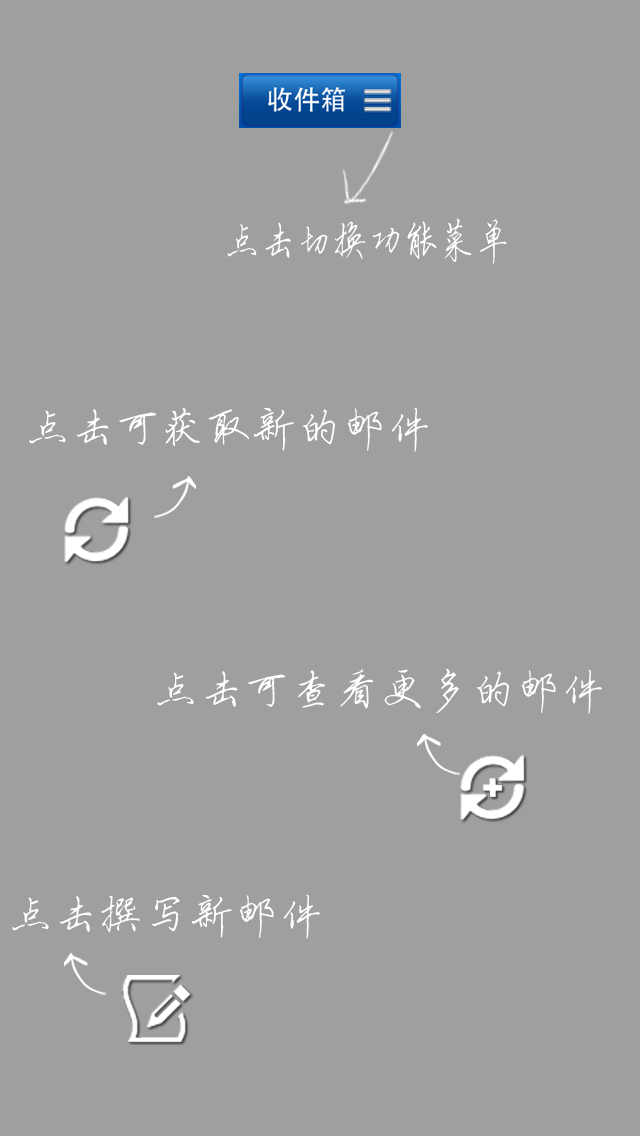 收件箱
点击切换功能菜单
点击可获取新的邮件
点击可查看更多的邮件
点击撰写新邮件